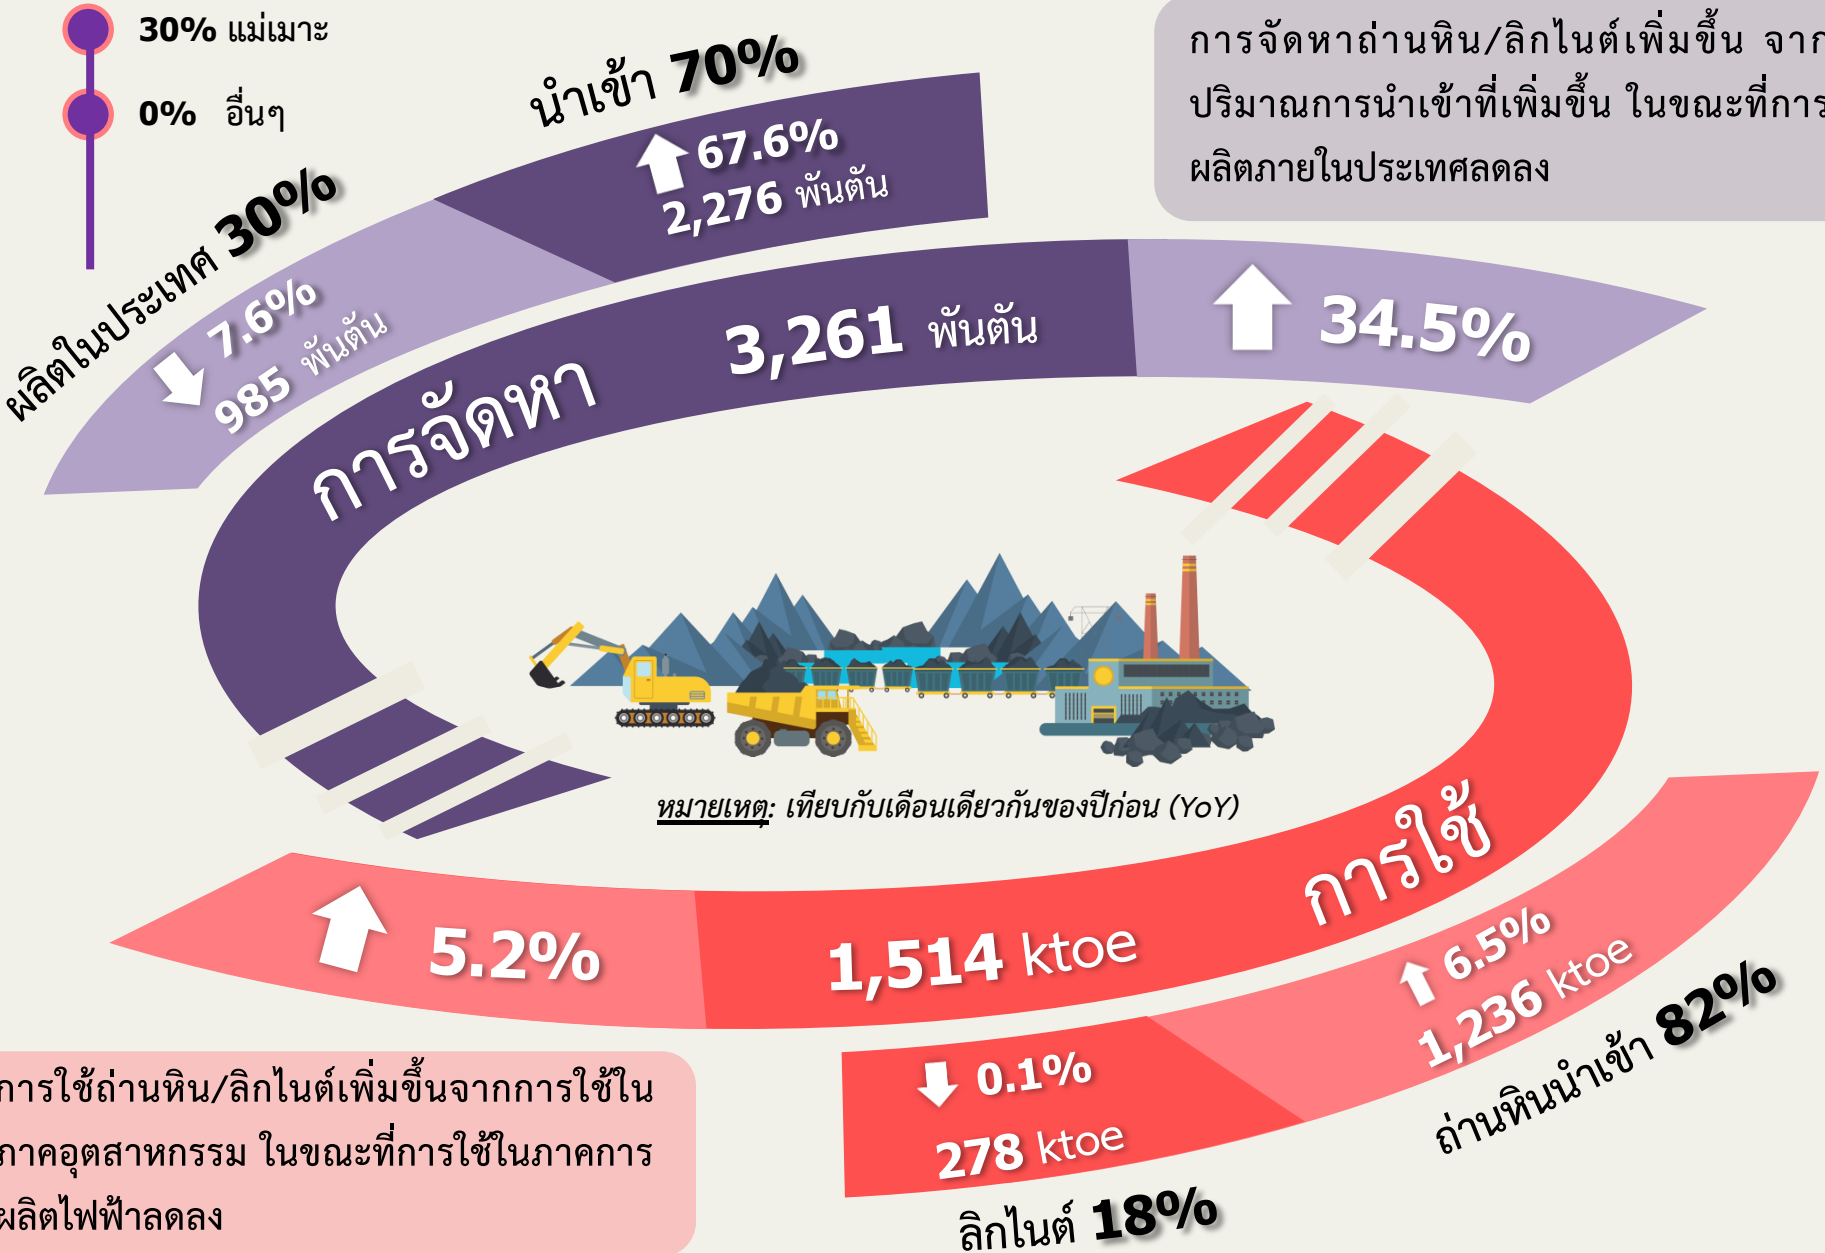 30% แม่เมาะ
0% อื่นๆ
นำเข้า 70%
67.6%
2,276 พันตัน
ผลิตในประเทศ 30%
7.6%
985 พันตัน
การจัดหาถ่านหิน/ลิกไนต์เพิ่มขึ้น จาก
ปริมาณการนำเข้าที่เพิ่มขึ้น ในขณะที่การ
ผลิตภายในประเทศลดลง
การจัดหา
3,261 พันตัน
34.5%
หมายเหตุ: เทียบกับเดือนเดียวกันของปีก่อน (YoY)
การใช้
1,514 ktoe
5.2%
6.5%
1,236 ktoe
ถ่านหินนำเข้า 82%
0.1%
278 ktoe
ลิกไนต์ 18%
การใช้ถ่านหิน/ลิกไนต์เพิ่มขึ้นจากการใช้ใน
ภาคอุตสาหกรรม ในขณะที่การใช้ในภาคการ
ผลิตไฟฟ้าลดลง